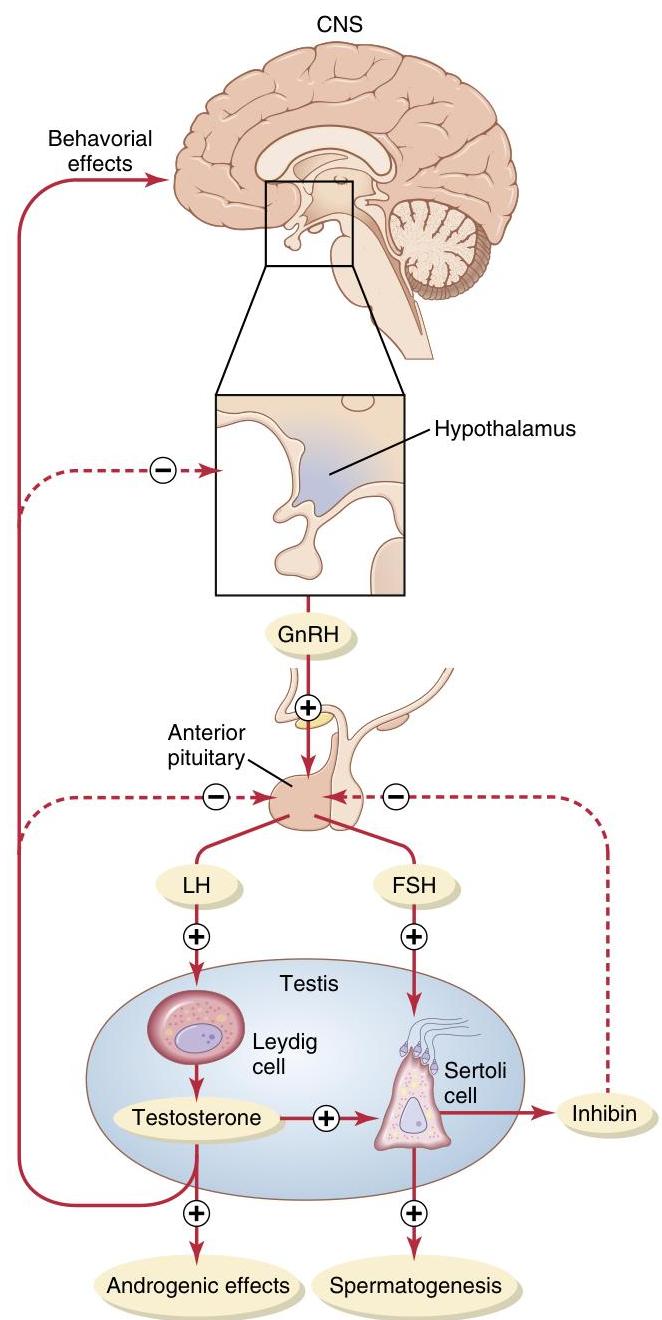 CNS
Behavorial
effects
Hypothalamus
−
GnRH
+
Anterior
pituitary
−
−
LH
FSH
+
+
Testis
Leydig
cell
Sertoli
cell
Testosterone
+
Inhibin
+
+
Androgenic effects
Spermatogenesis